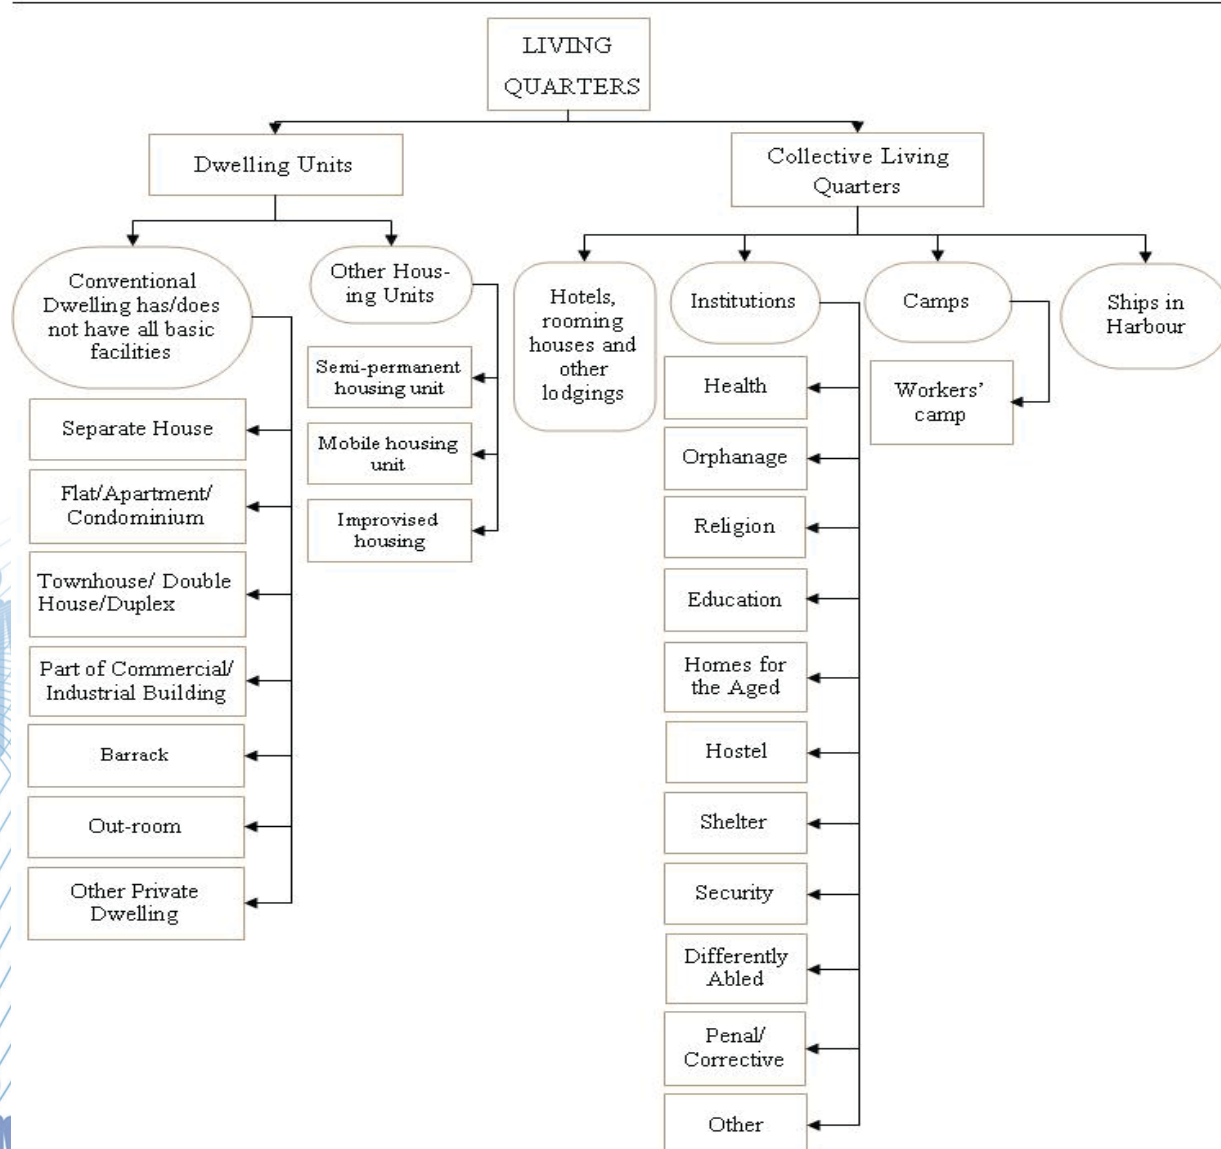 LIVING
QUARTERS
Dwelling Units
Collective Living
Quarters
Conventional
Dwelling has/does
not have all basic
facilities
Other Hous-
ing Units
Hotels,
rooming
houses and
other
lodgings
Institutions
Camps
Ships in
Harbour
Separate House
Flat/Apartment/
Condominium
Townhouse/ Double
House/Duplex
Part of Commercial/
Industrial Building
Barrack
Out-room
Other Private
Dwelling
Semi-permanent
housing unit
Mobile housing
unit
Improvised
housing
Health
Orphanage
Religion
Education
Homes for
the Aged
Hostel
Shelter
Security
Differently
Abled
Penal/
Corrective
Other
Workers’
camp